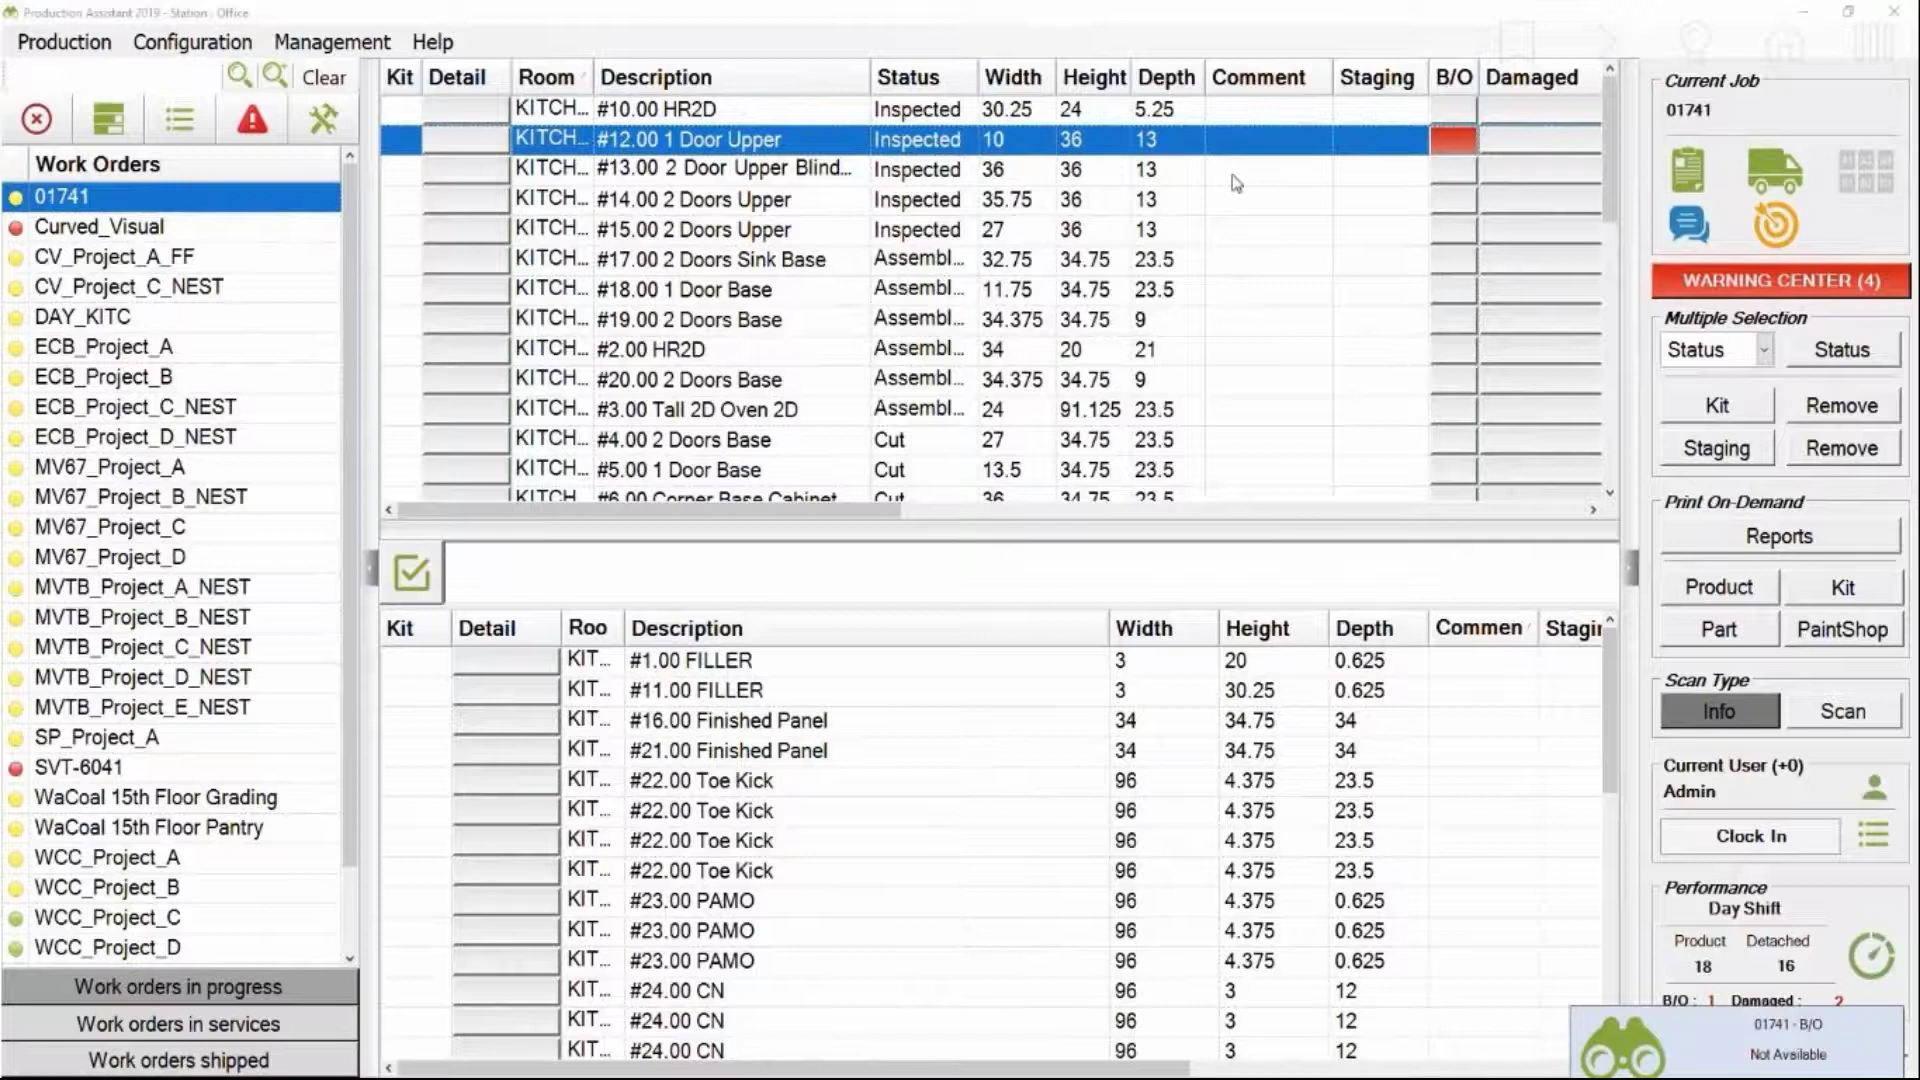 Production Assistant 2019 - Station : Office
Production Configuration Management Help
Clear
Work Orders
01741
Curved_Visual
CV_Project_A_FF
CV_Project_C_NEST
DAY_KITC
ECB_Project_A
ECB_Project_B
ECB_Project_C_NEST
ECB_Project_D_NEST
MV67_Project_A
MV67_Project_B_NEST
MV67_Project_C
MV67_Project_D
MVTB_Project_A_NEST
MVTB_Project_B_NEST
MVTB_Project_C_NEST
MVTB_Project_D_NEST
MVTB_Project_E_NEST
SP_Project_A
SVT-6041
WaCoal 15th Floor Grading
WaCoal 15th Floor Pantry
WCC_Project_A
WCC_Project_B
WCC_Project_C
WCC_Project_D
Work orders in progress
Work orders in services
Work orders shipped
Kit Detail Room Description Status Width Height Depth Comment Staging B/O Damaged
KITCH... #10.00 HR2D Inspected 30.25 24 5.25
KITCH... #12.00 1 Door Upper Inspected 10 36 13
KITCH... #13.00 2 Door Upper Blind... Inspected 36 36 13
KITCH... #14.00 2 Doors Upper Inspected 35.75 36 13
KITCH... #15.00 2 Doors Upper Inspected 27 36 13
KITCH... #17.00 2 Doors Sink Base Assembl... 32.75 34.75 23.5
KITCH... #18.00 1 Door Base Assembl... 11.75 34.75 23.5
KITCH... #19.00 2 Doors Base Assembl... 34.375 34.75 9
KITCH... #2.00 HR2D Assembl... 34 20 21
KITCH... #20.00 2 Doors Base Assembl... 34.375 34.75 9
KITCH... #3.00 Tall 2D Oven 2D Assembl... 24 91.125 23.5
KITCH... #4.00 2 Doors Base Cut 27 34.75 23.5
KITCH... #5.00 1 Door Base Cut 13.5 34.75 23.5
KITCH... #6.00 Corner Base Cabinet Cut 36 34.75 23.5
Kit Detail Roo Description Width Height Depth Commen Stagin
KIT... #1.00 FILLER 3 20 0.625
KIT... #11.00 FILLER 3 30.25 0.625
KIT... #16.00 Finished Panel 34 34.75 34
KIT... #21.00 Finished Panel 34 34.75 34
KIT... #22.00 Toe Kick 96 4.375 23.5
KIT... #22.00 Toe Kick 96 4.375 23.5
KIT... #22.00 Toe Kick 96 4.375 23.5
KIT... #22.00 Toe Kick 96 4.375 23.5
KIT... #23.00 PAMO 96 4.375 0.625
KIT... #23.00 PAMO 96 4.375 0.625
KIT... #23.00 PAMO 96 4.375 0.625
KIT... #24.00 CN 96 3 12
KIT... #24.00 CN 96 3 12
KIT... #24.00 CN 96 3 12
Current Job
01741
WARNING CENTER (4)
Multiple Selection
Status Status
Kit Remove
Staging Remove
Print On-Demand
Reports
Product Kit
Part PaintShop
Scan Type
Info Scan
Current User (+0)
Admin
Clock In
Performance
Day Shift
Product Detached
18 16
B/O : 1 Damaged : 2
01741 - B/O
Not Available